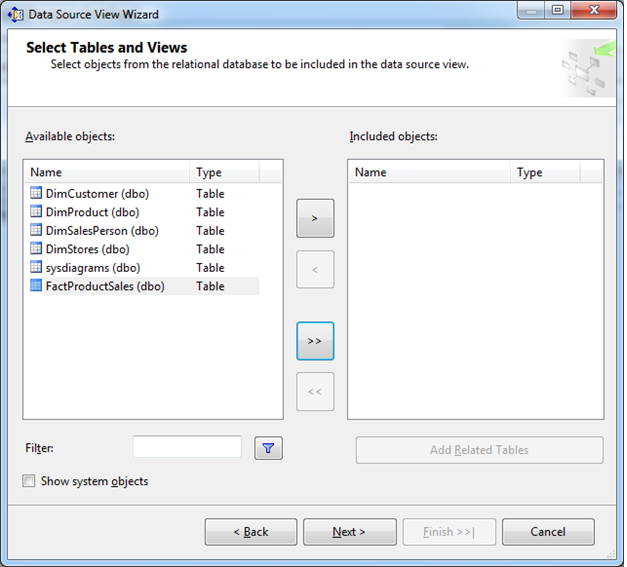 Data Source View Wizard
Select Tables and Views
Select objects from the relational database to be included in the data source view.
Available objects:
Included objects:
Name Type
Name Type
DimCustomer (dbo) Table
DimProduct (dbo) Table
DimSalesPerson (dbo) Table
DimStores (dbo) Table
sysdiagrams (dbo) Table
FactProductSales (dbo) Table
>
<
>>
<<
Filter:
Add Related Tables
Show system objects
< Back
Next >
Finish >>|
Cancel